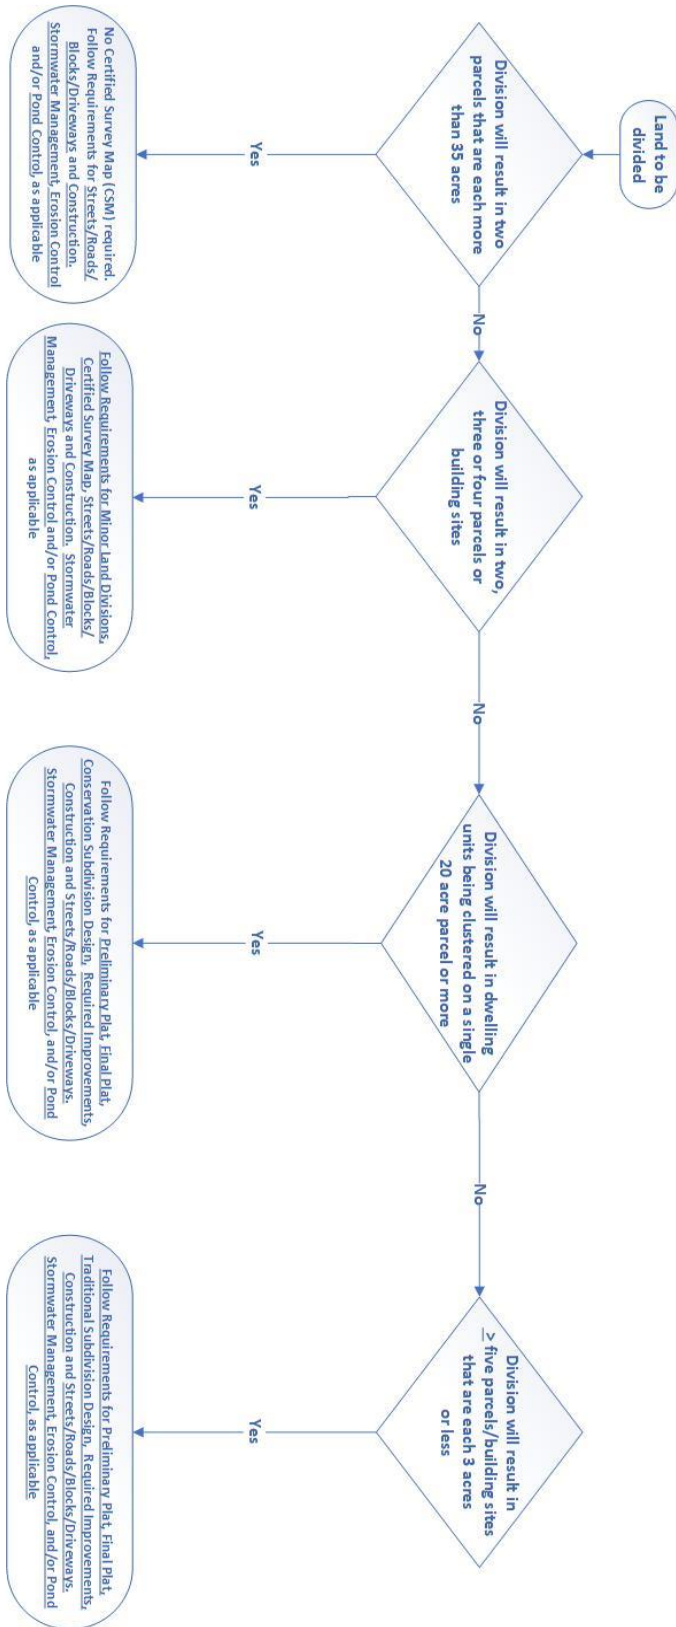 Land to be
divided
Division will result in two
parcels that are each more
than 35 acres
Yes
No Certified Survey Map (CSM) required.
Follow Requirements for Streets/Roads/
Blocks/Driveways and Construction.
Stormwater Management, Erosion Control
and/or Pond Control, as applicable
No
Division will result in two,
three or four parcels or
building sites
Yes
Follow Requirements for Minor Land Divisions,
Certified Survey Map, Streets/Roads/Blocks/
Driveways and Construction. Stormwater
Management, Erosion Control and/or Pond Control,
as applicable
No
Division will result in dwelling
units being clustered on a single
20 acre parcel or more
Yes
Follow Requirements for Preliminary Plat, Final Plat,
Conservation Subdivision Design, Required Improvements,
Construction and Streets/Roads/Blocks/Driveways.
Stormwater Management, Erosion Control, and/or Pond
Control, as applicable
No
Division will result in
> five parcels/building sites
that are each 3 acres
or less
Yes
Follow Requirements for Preliminary Plat, Final Plat,
Traditional Subdivision Design, Required Improvements,
Construction and Streets/Roads/Blocks/Driveways.
Stormwater Management, Erosion Control, and/or Pond
Control, as applicable